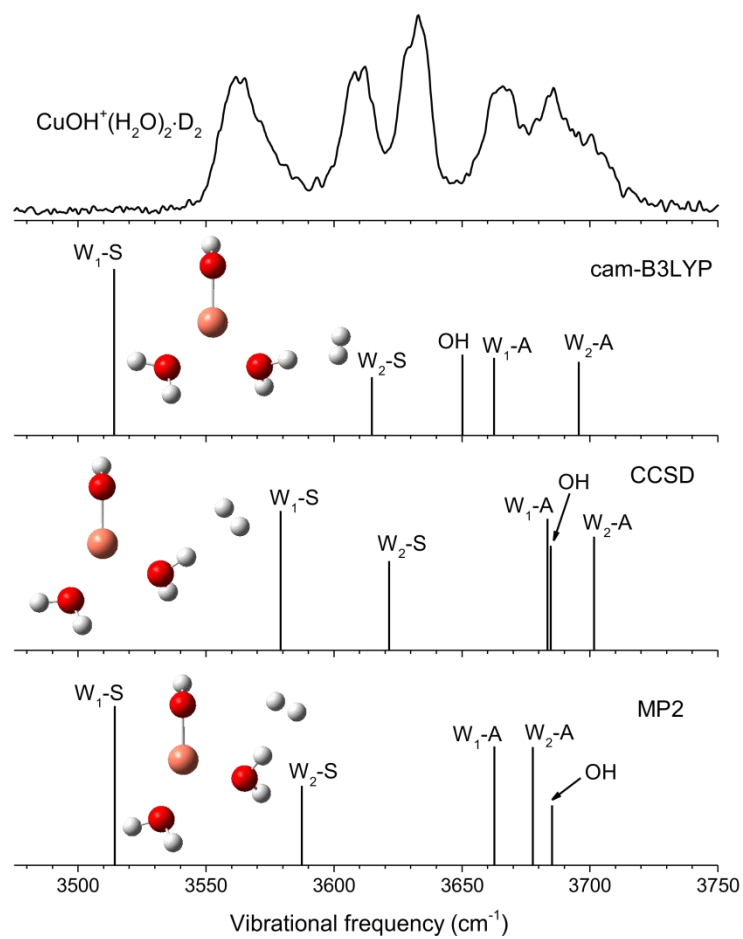 CuOH⁺(H₂O)₂·D₂
W₁-S
cam-B3LYP
OH
W₁-A
W₂-A
W₂-S
CCSD
OH
W₁-S
W₁-A
W₂-A
W₂-S
W₁-S
MP2
W₁-A
W₂-A
W₂-S
OH
3500 3550 3600 3650 3700 3750
Vibrational frequency (cm⁻¹)